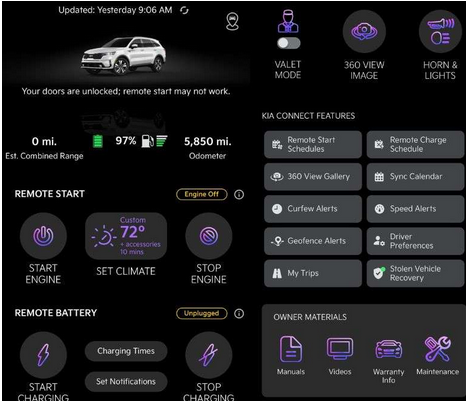 Updated: Yesterday 9:06 AM
Your doors are unlocked; remote start may not work.
0 mi.
Est. Combined Range
97%
5,850 mi.
Odometer
REMOTE START
Engine Off
START
ENGINE
Custom
72°
+ accessories
10 mins
SET CLIMATE
STOP
ENGINE
REMOTE BATTERY
Unplugged
START
CHARGING
Charging Times
Set Notifications
STOP
CHARGING
VALET
MODE
360 VIEW
IMAGE
HORN &
LIGHTS
KIA CONNECT FEATURES
Remote Start
Schedules
Remote Charge
Schedule
360 View Gallery
Sync Calendar
Curfew Alerts
Speed Alerts
Geofence Alerts
Driver
Preferences
My Trips
Stolen Vehicle
Recovery
OWNER MATERIALS
Manuals
Videos
Warranty
Info
Maintenance